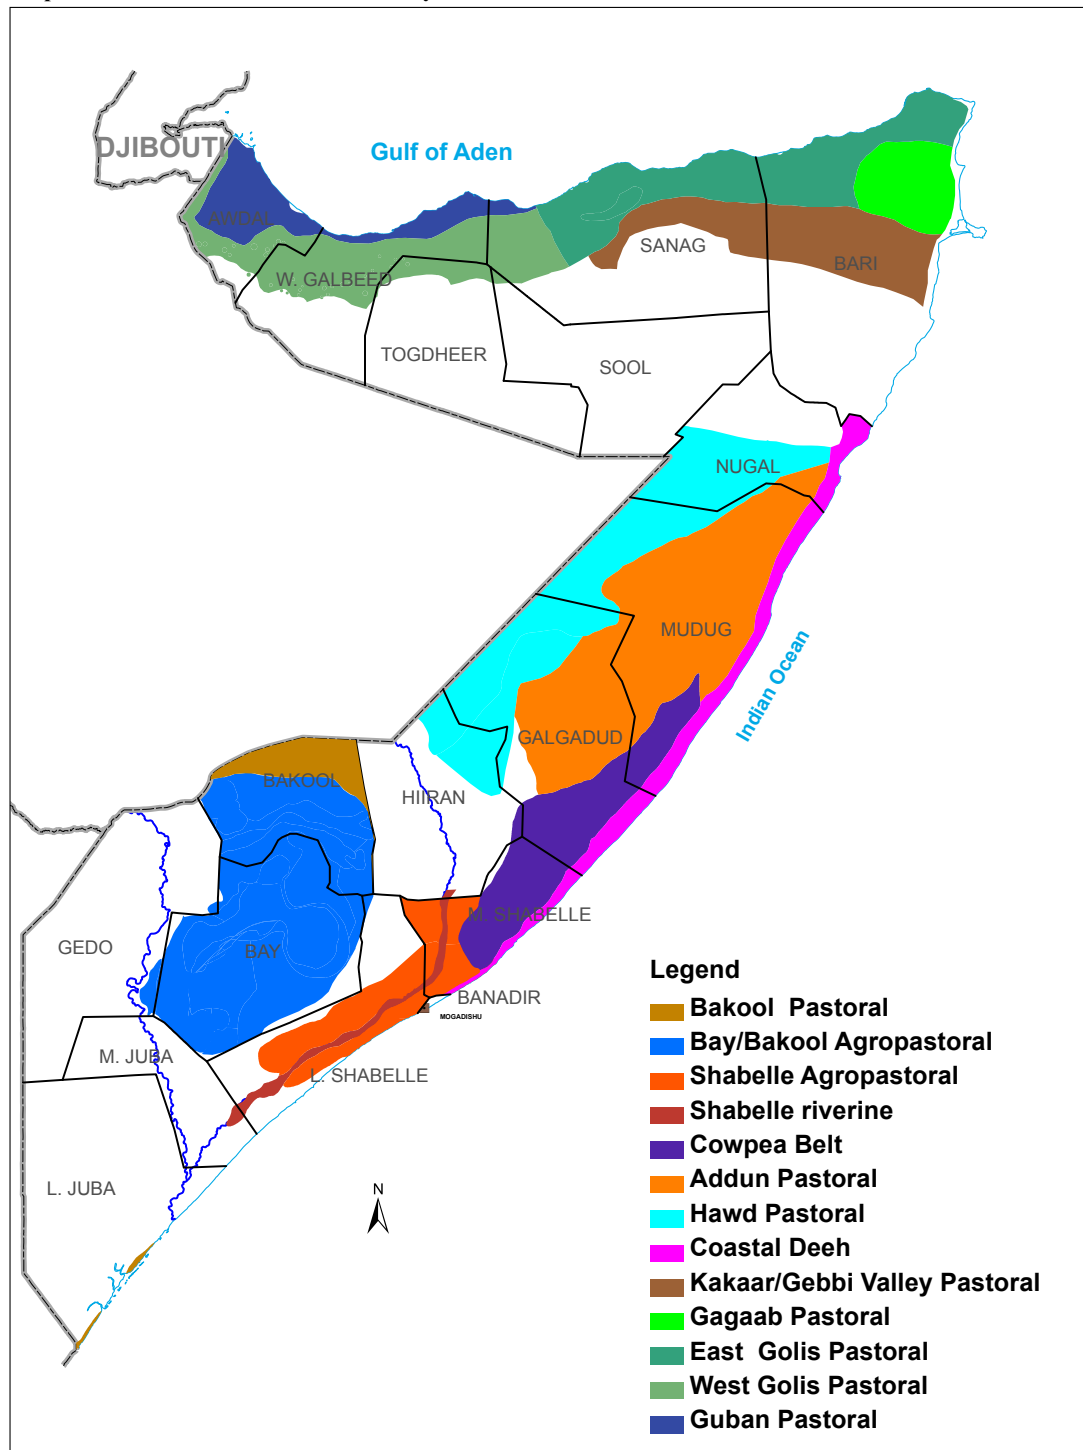 DJIBOUTI
Gulf of Aden
AWDAL
SANAG
BARI
W. GALBEED
TOGDHEER
SOOL
NUGAL
MUDUG
Indian Ocean
GALGADUD
BAKOOL
HIIRAN
M. SHABELLE
GEDO
BAY
BANADIR
MOGADISHU
M. JUBA
L. SHABELLE
L. JUBA
N
Legend
Bakool Pastoral
Bay/Bakool Agropastoral
Shabelle Agropastoral
Shabelle riverine
Cowpea Belt
Addun Pastoral
Hawd Pastoral
Coastal Deeh
Kakaar/Gebbi Valley Pastoral
Gagaab Pastoral
East Golis Pastoral
West Golis Pastoral
Guban Pastoral